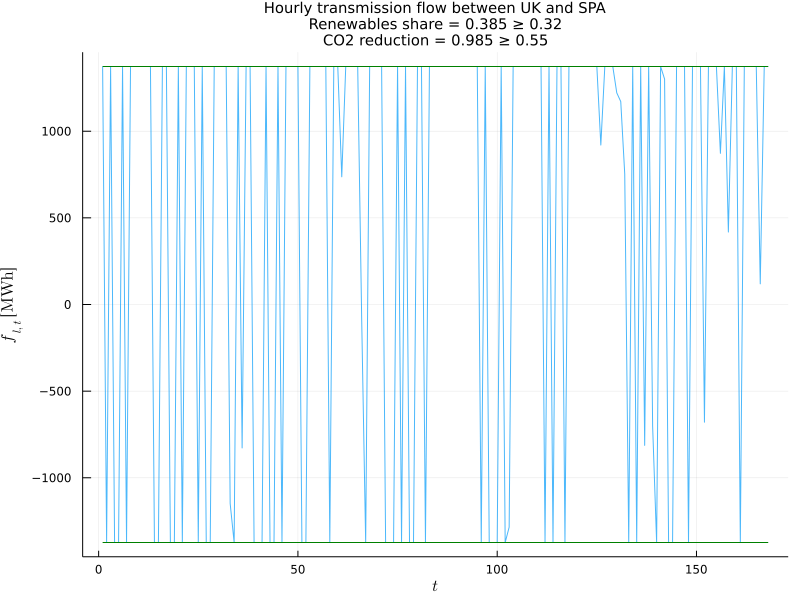 Hourly transmission flow between UK and SPA
Renewables share = 0.385 ≥ 0.32
CO2 reduction = 0.985 ≥ 0.55
1000
500
0
−500
−1000
f_{l,t} [MWh]
0
50
100
150
t